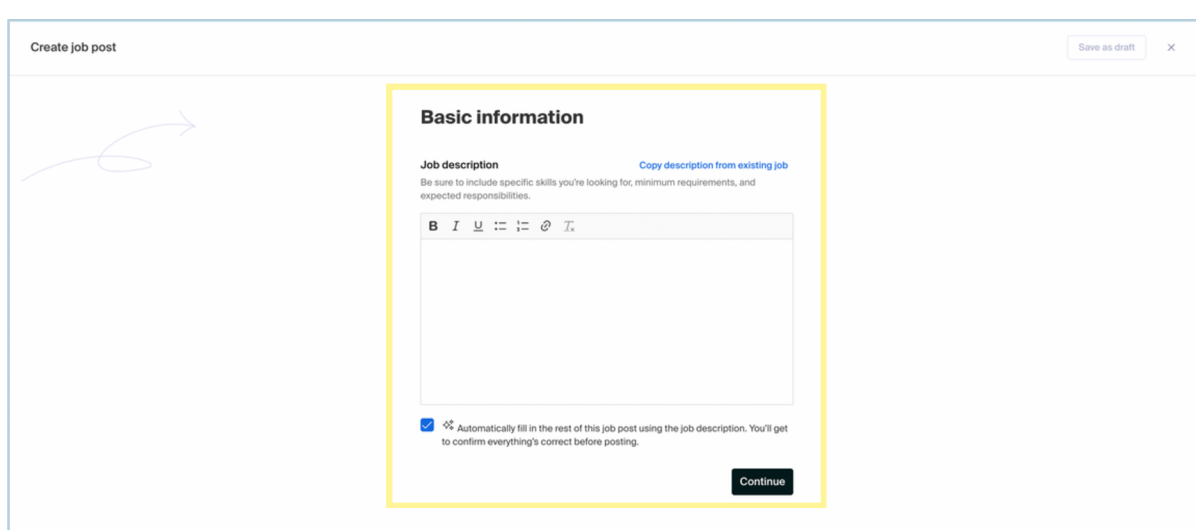 Create job post
Save as draft
Basic information
Job description
Copy description from existing job
Be sure to include specific skills you're looking for, minimum requirements, and
expected responsibilities.
B I U
Automatically fill in the rest of this job post using the job description. You'll get
to confirm everything's correct before posting.
Continue